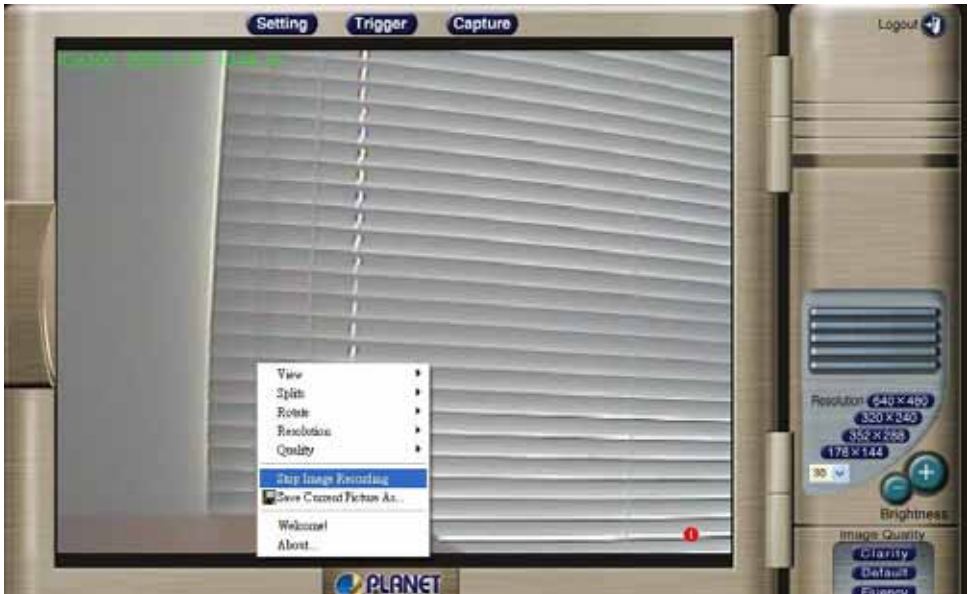 Setting
Trigger
Capture
Logout
View
Splits
Rotate
Resolution
Quality
Stop Image Recording
Save Current Picture As...
Welcome!
About...
Resolution 640 × 480
320 × 240
352 × 288
176 × 144
30
Brightness
Image Quality
Clarity
Default
Fluency
PLANET